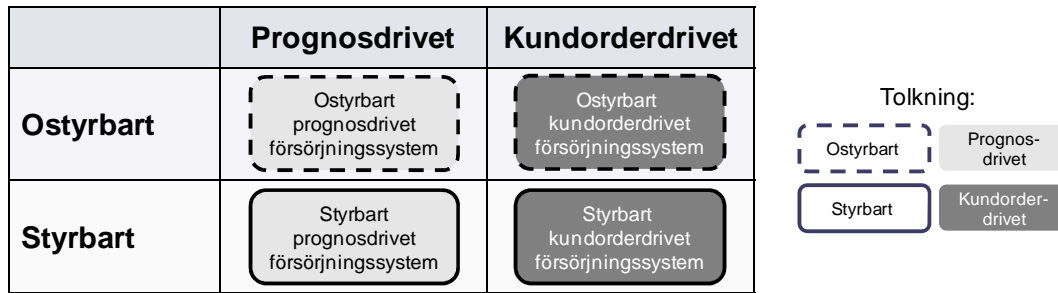 Prognosdrivet Kundorderdrivet
Ostyrbart
Ostyrbart
prognosdrivet
försörjningssystem
Ostyrbart
kundorderdrivet
försörjningssystem
Styrbart
Styrbart
prognosdrivet
försörjningssystem
Styrbart
kundorderdrivet
försörjningssystem
Tolkning:
Ostyrbart
Prognos-
drivet
Styrbart
Kundorder-
drivet